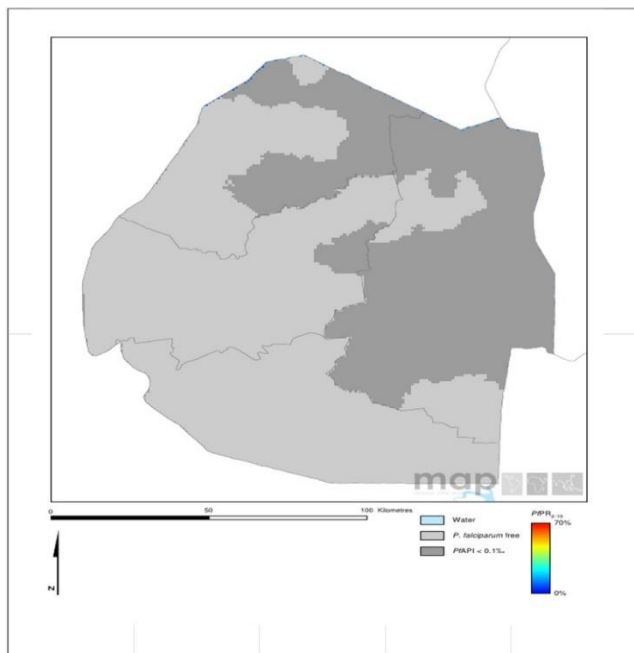 map
0 50 100 Kilometres
Water
P. falciparum free
PfAPI < 0.1‰
PfPR2-10
70%
0%
N